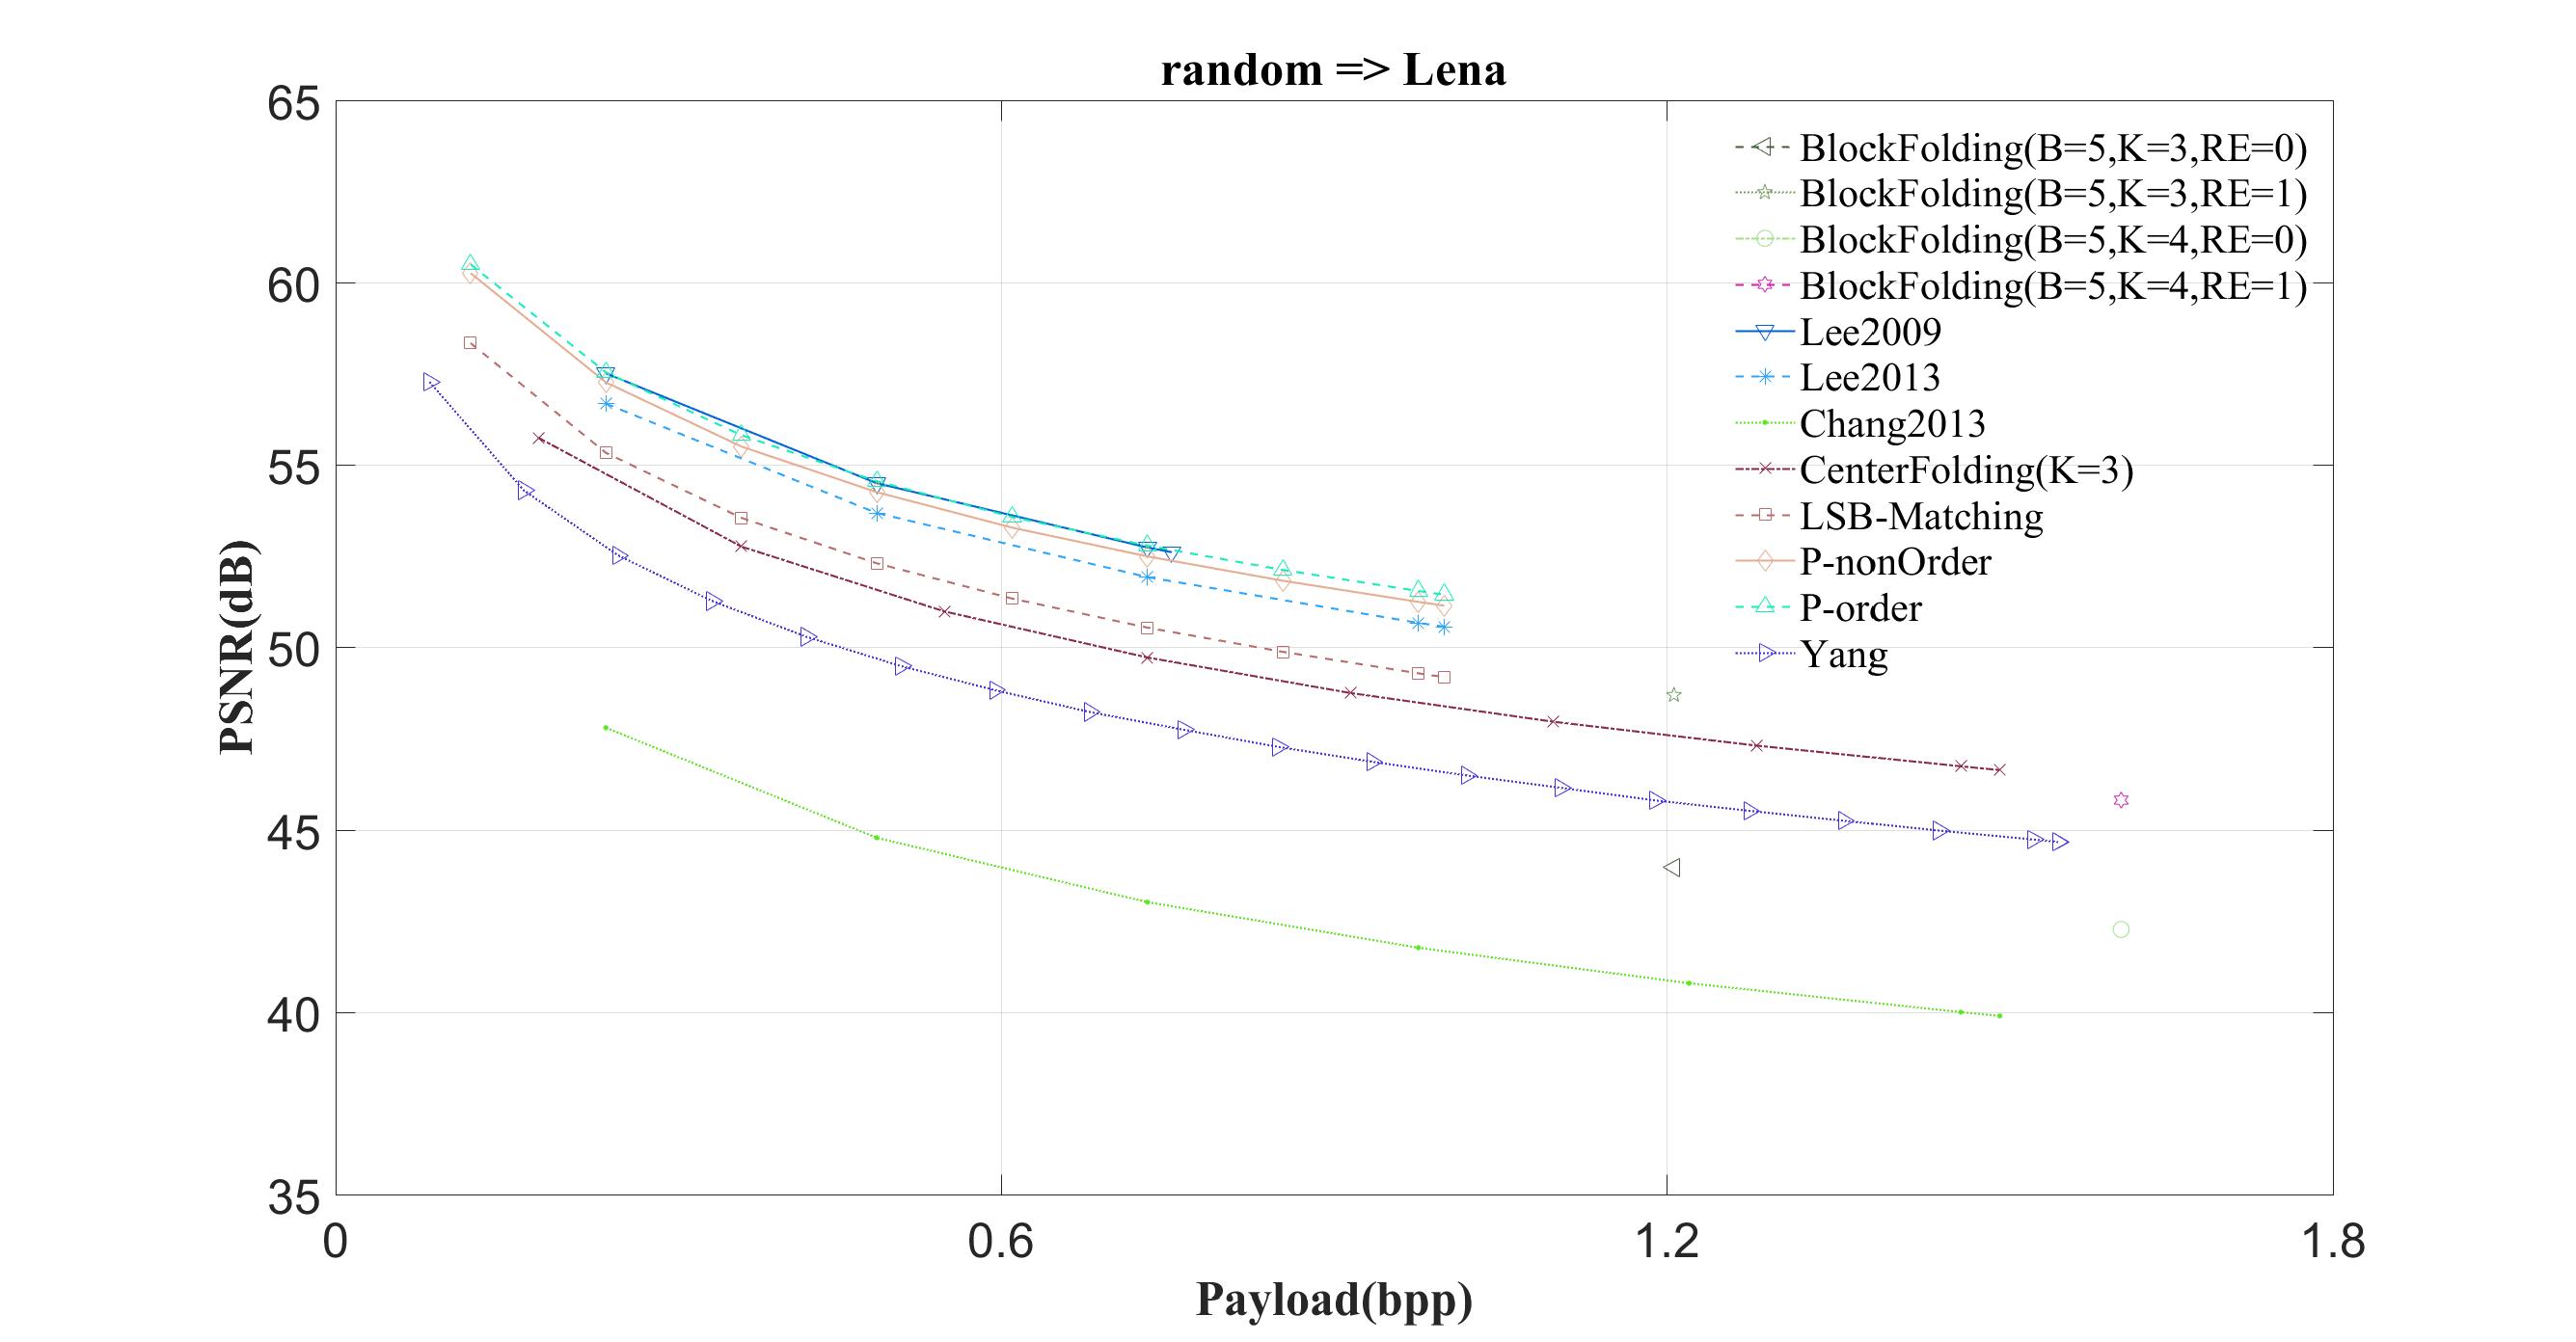 random => Lena
65
60
55
50
45
40
35
PSNR(dB)
BlockFolding(B=5,K=3,RE=0)
BlockFolding(B=5,K=3,RE=1)
BlockFolding(B=5,K=4,RE=0)
BlockFolding(B=5,K=4,RE=1)
Lee2009
Lee2013
Chang2013
CenterFolding(K=3)
LSB-Matching
P-nonOrder
P-order
Yang
0 0.6 1.2 1.8
Payload(bpp)